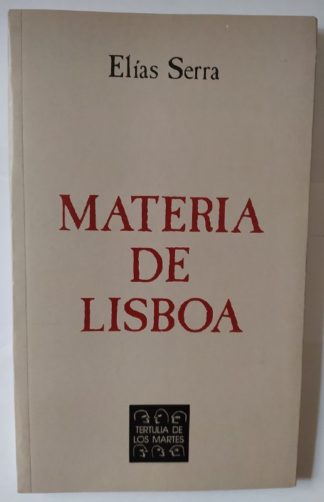 Elías Serra
MATERIA
DE
LISBOA
TERTULIA DE
LOS MARTES